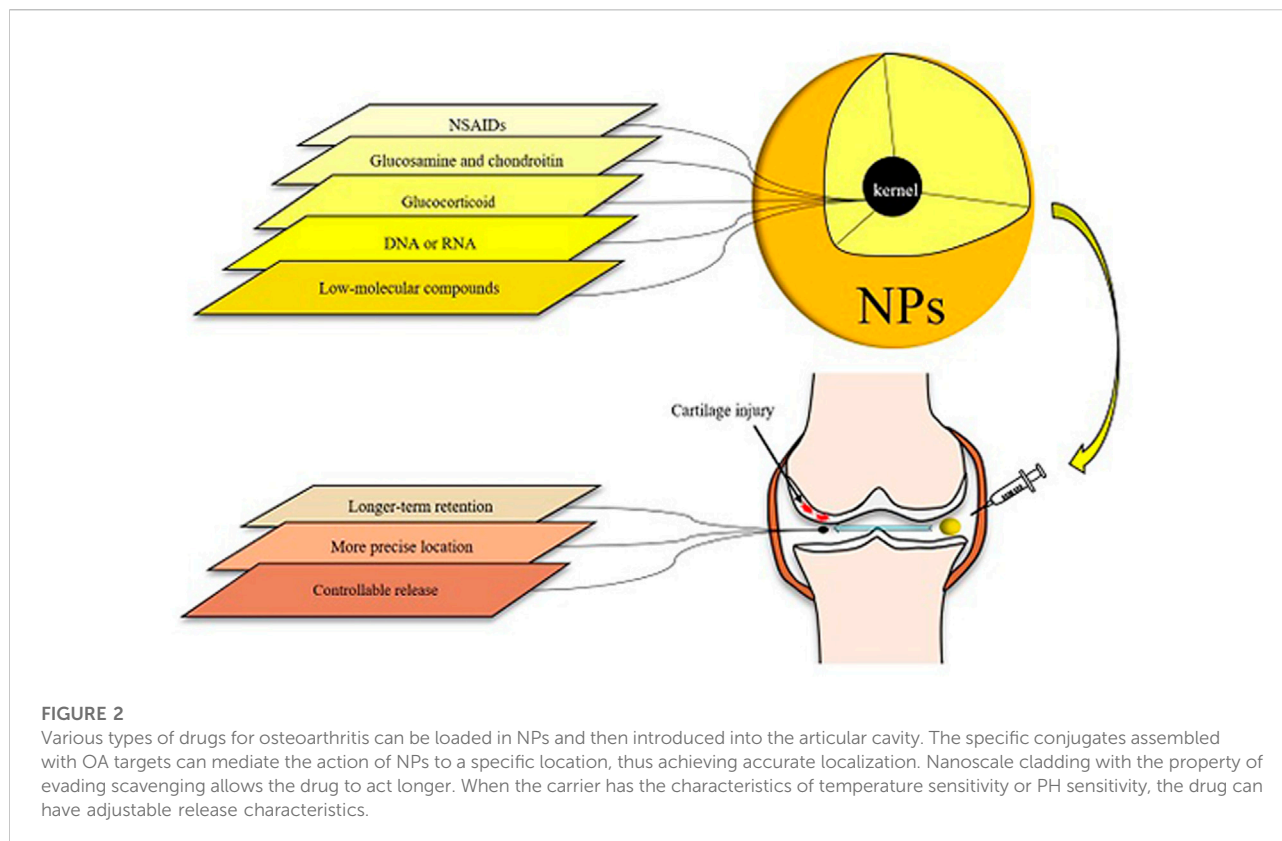 NSAIDs
Glucosamine and chondroitin
Glucocorticoid
DNA or RNA
Low-molecular compounds
kernel
NPs
Cartilage injury
Longer-term retention
More precise location
Controllable release
FIGURE 2
Various types of drugs for osteoarthritis can be loaded in NPs and then introduced into the articular cavity. The specific conjugates assembled
with OA targets can mediate the action of NPs to a specific location, thus achieving accurate localization. Nanoscale cladding with the property of
evading scavenging allows the drug to act longer. When the carrier has the characteristics of temperature sensitivity or PH sensitivity, the drug can
have adjustable release characteristics.